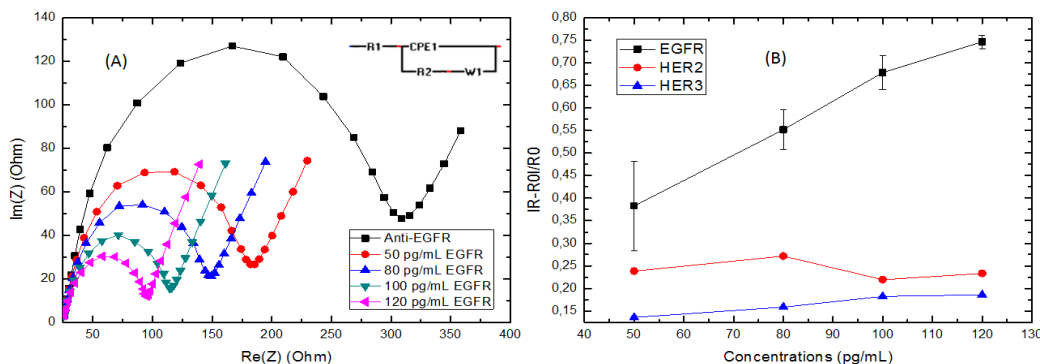 Im(Z) (Ohm)
140
120
100
80
60
40
20
0
(A)
R1
CPE1
R2
W1
Anti-EGFR
50 pg/mL EGFR
80 pg/mL EGFR
100 pg/mL EGFR
120 pg/mL EGFR
50 100 150 200 250 300 350 400
Re(Z) (Ohm)
IR-R0I/R0
0,80
0,75
0,70
0,65
0,60
0,55
0,50
0,45
0,40
0,35
0,30
0,25
0,20
0,15
EGFR
HER2
HER3
(B)
40 50 60 70 80 90 100 110 120 130
Concentrations (pg/mL)